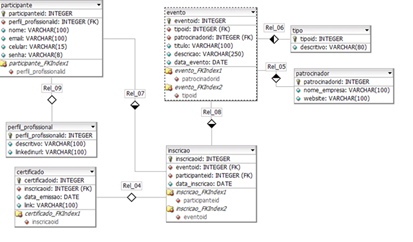 participante
participanteid: INTEGER
perfil_profissionalid: INTEGER (FK)
nome: VARCHAR(100)
email: VARCHAR(100)
celular: VARCHAR(15)
senha: VARCHAR(8)
participante_FKIndex1
perfil_profissionalid
Rel_09
perfil_profissional
perfil_profissionalid: INTEGER
descritivo: VARCHAR(100)
linkedinurl: VARCHAR(100)
certificado
certificadoid: INTEGER
inscricaoid: INTEGER (FK)
data_emissao: DATE
link: VARCHAR(100)
certificado_FKIndex1
inscricaoid
Rel_07
Rel_04
evento
eventoid: INTEGER
tipoid: INTEGER (FK)
patrocinadorid: INTEGER (FK)
titulo: VARCHAR(100)
descricao: VARCHAR(250)
data_evento: DATE
evento_FKIndex1
patrocinadorid
evento_FKIndex2
tipoid
Rel_08
inscricao
inscricaoid: INTEGER
eventoid: INTEGER (FK)
participanteid: INTEGER (FK)
data_inscricao: DATE
inscricao_FKIndex1
participanteid
inscricao_FKIndex2
eventoid
Rel_06
tipo
tipoid: INTEGER
descritivo: VARCHAR(80)
Rel_05
patrocinador
patrocinadorid: INTEGER
nome_empresa: VARCHAR(100)
website: VARCHAR(100)